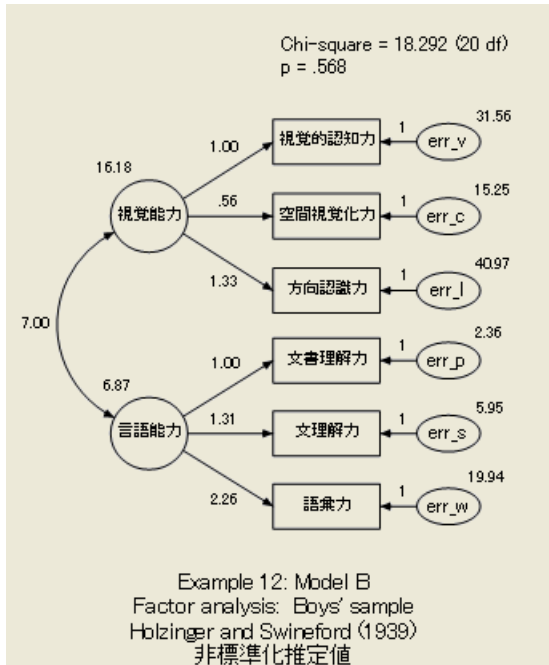 Chi-square = 18.292 (20 df)
p = .568
31.56
視覚的認知力
1
err_v
1.00
16.18
15.25
視覚能力
.56
空間視覚化力
1
err_c
40.97
1.33
方向認識力
1
err_l
7.00
2.36
文書理解力
1
err_p
1.00
6.87
5.95
言語能力
1.31
文理解力
1
err_s
19.94
2.26
語彙力
1
err_w
Example 12: Model B
Factor analysis: Boys' sample
Holzinger and Swineford (1939)
非標準化推定値